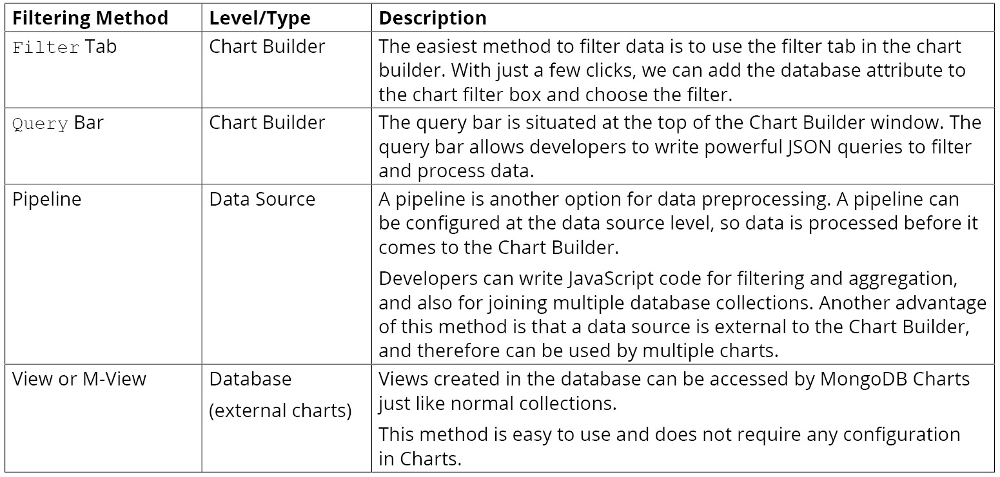 Filtering Method Level/Type Description
Filter Tab Chart Builder The easiest method to filter data is to use the filter tab in the chart
builder. With just a few clicks, we can add the database attribute to
the chart filter box and choose the filter.
Query Bar Chart Builder The query bar is situated at the top of the Chart Builder window. The
query bar allows developers to write powerful JSON queries to filter
and process data.
Pipeline Data Source A pipeline is another option for data preprocessing. A pipeline can
be configured at the data source level, so data is processed before it
comes to the Chart Builder.
Developers can write JavaScript code for filtering and aggregation,
and also for joining multiple database collections. Another advantage
of this method is that a data source is external to the Chart Builder,
and therefore can be used by multiple charts.
View or M-View Database Views created in the database can be accessed by MongoDB Charts
(external charts) just like normal collections.
This method is easy to use and does not require any configuration
in Charts.